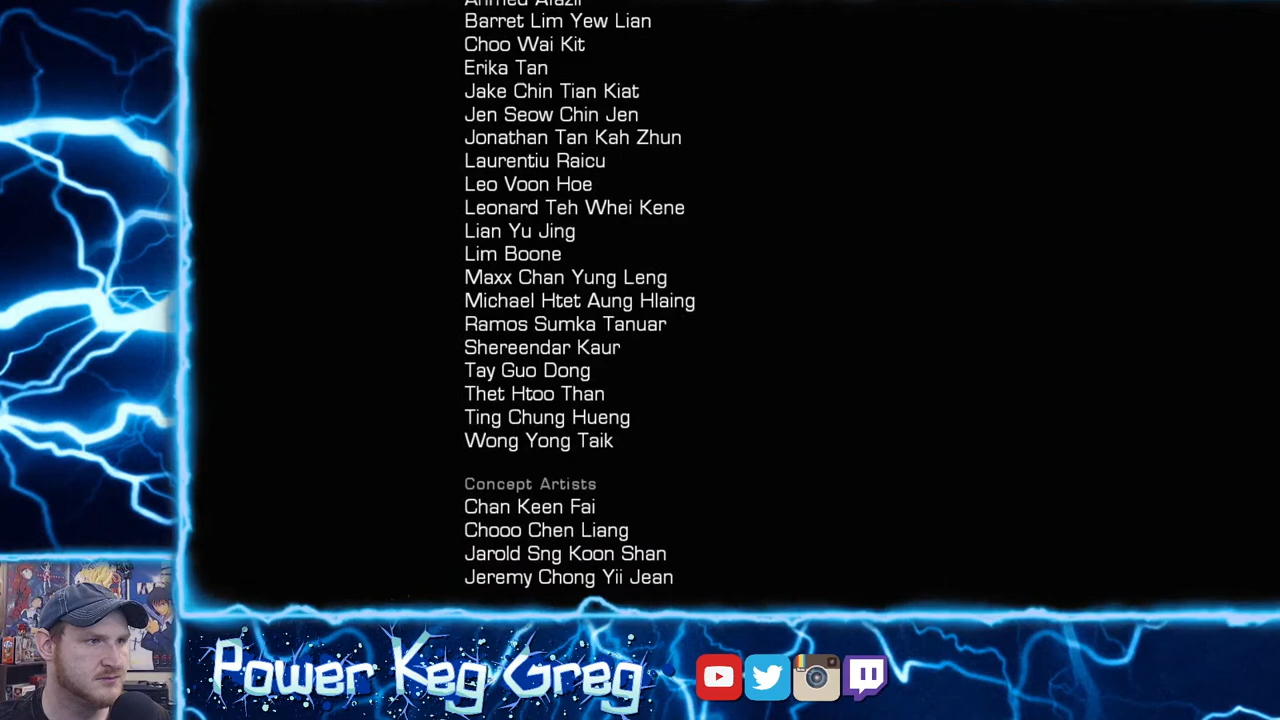 Barret Lim Yew Lian
Choo Wai Kit
Erika Tan
Jake Chin Tian Kiat
Jen Seow Chin Jen
Jonathan Tan Kah Zhun
Laurentiu Raicu
Leo Voon Hoe
Leonard Teh Whei Kene
Lian Yu Jing
Lim Boone
Maxx Chan Yung Leng
Michael Htet Aung Hlaing
Ramos Sumka Tanuar
Shereendar Kaur
Tay Guo Dong
Thet Htoo Than
Ting Chung Hueng
Wong Yong Taik
Concept Artists
Chan Keen Fai
Chooo Chen Liang
Jarold Sng Koon Shan
Jeremy Chong Yii Jean
Power Keg Greg